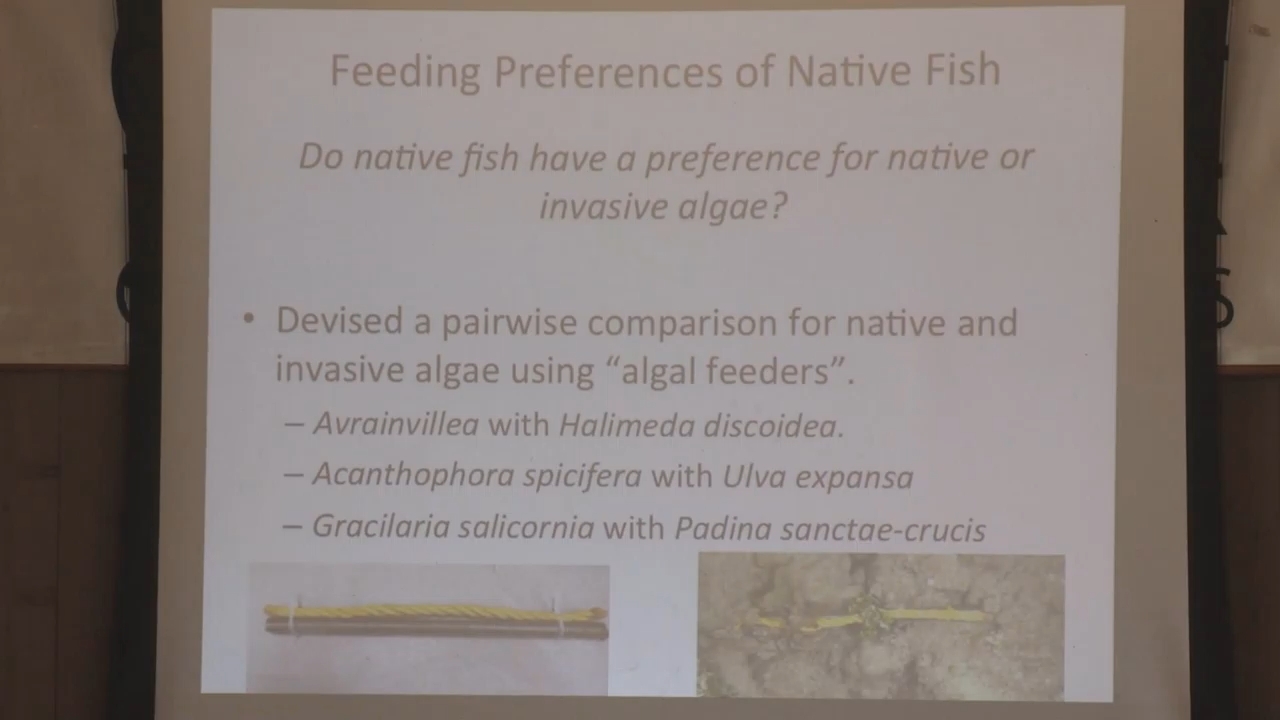 Feeding Preferences of Native Fish
Do native fish have a preference for native or
invasive algae?
• Devised a pairwise comparison for native and
invasive algae using “algal feeders”.
– Avrainvillea with Halimeda discoidea.
– Acanthophora spicifera with Ulva expansa
– Gracilaria salicornia with Padina sanctae-crucis